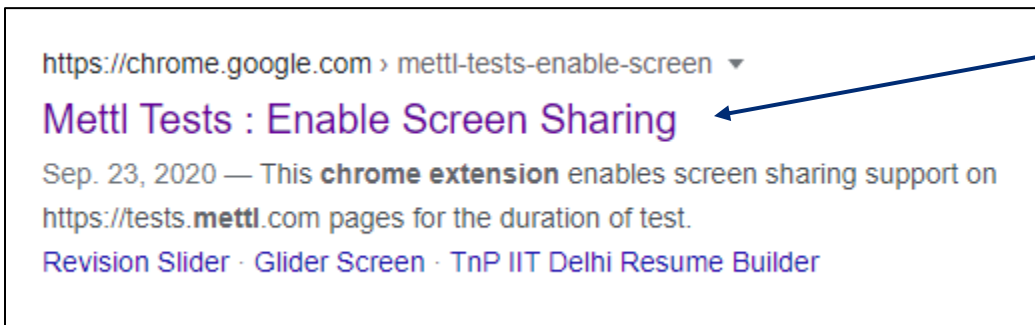 https://chrome.google.com › mettl-tests-enable-screen
Mettl Tests : Enable Screen Sharing
Sep. 23, 2020 — This chrome extension enables screen sharing support on
https://tests.mettl.com pages for the duration of test.
Revision Slider · Glider Screen · TnP IIT Delhi Resume Builder